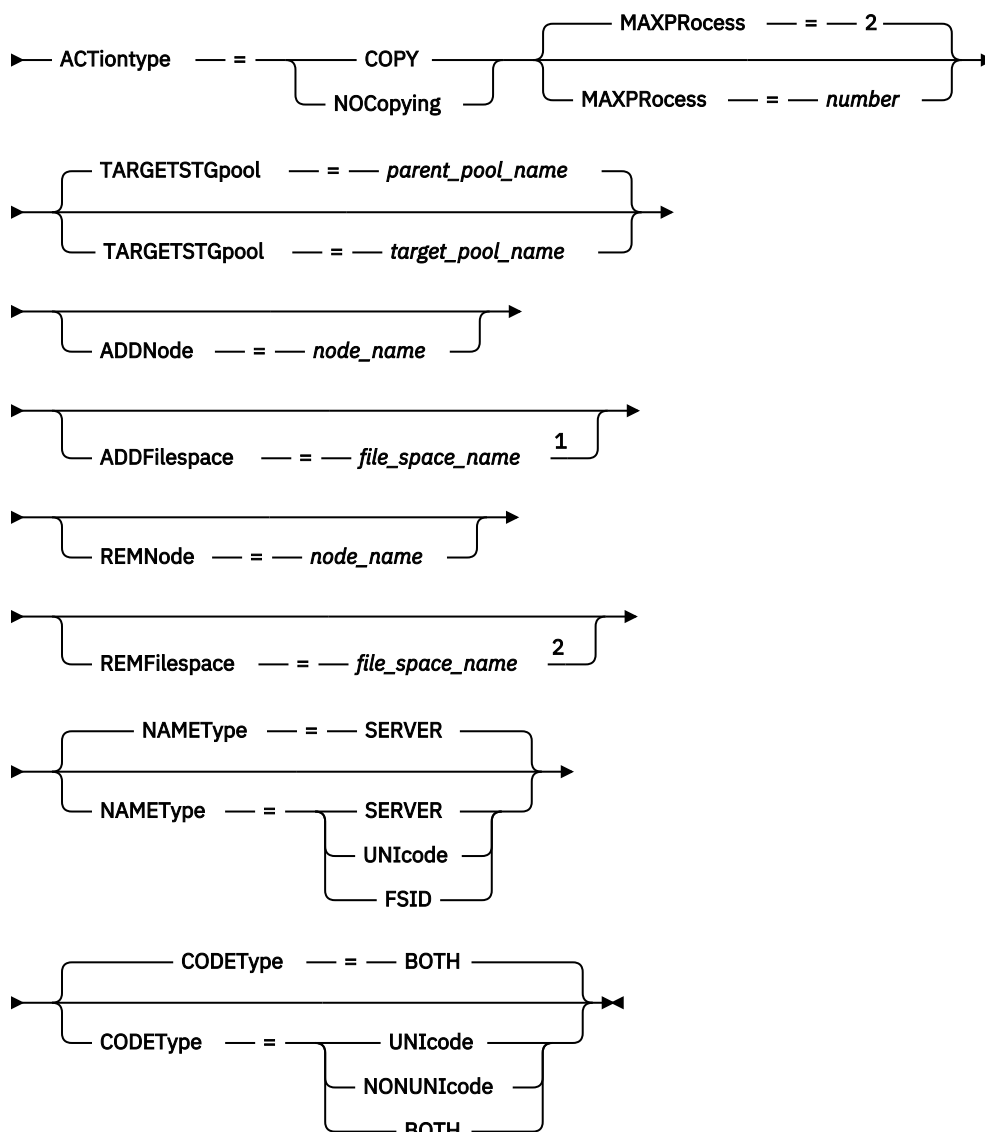 MAXPRocess = 2
ACTiontype = COPY
NOCopying
MAXPRocess = number
TARGETSTGpool = parent_pool_name
TARGETSTGpool = target_pool_name
ADDNode = node_name
ADDFilespace = file_space_name 1
REMNode = node_name
REMFilespace = file_space_name 2
NAMEType = SERVER
NAMEType = SERVER
UNIcode
FSID
CODEType = BOTH
CODEType = UNIcode
NONUNIcode
BOTH